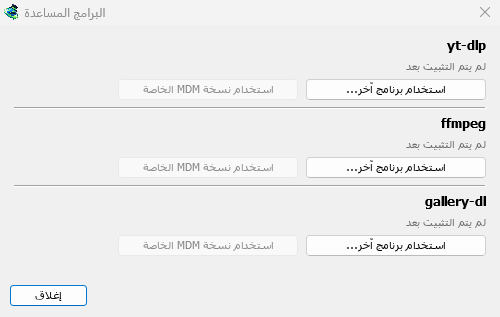 البرامج المساعدة
yt-dlp
لم يتم التثبيت بعد
استخدام برنامج آخر...
استخدام نسخة MDM الخاصة
ffmpeg
لم يتم التثبيت بعد
استخدام برنامج آخر...
استخدام نسخة MDM الخاصة
gallery-dl
لم يتم التثبيت بعد
استخدام برنامج آخر...
استخدام نسخة MDM الخاصة
إغلاق